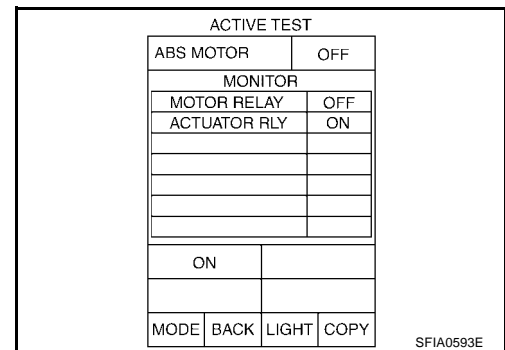 ACTIVE TEST
ABS MOTOR OFF
MONITOR
MOTOR RELAY OFF
ACTUATOR RLY ON
ON
MODE BACK LIGHT COPY
SFIA0593E